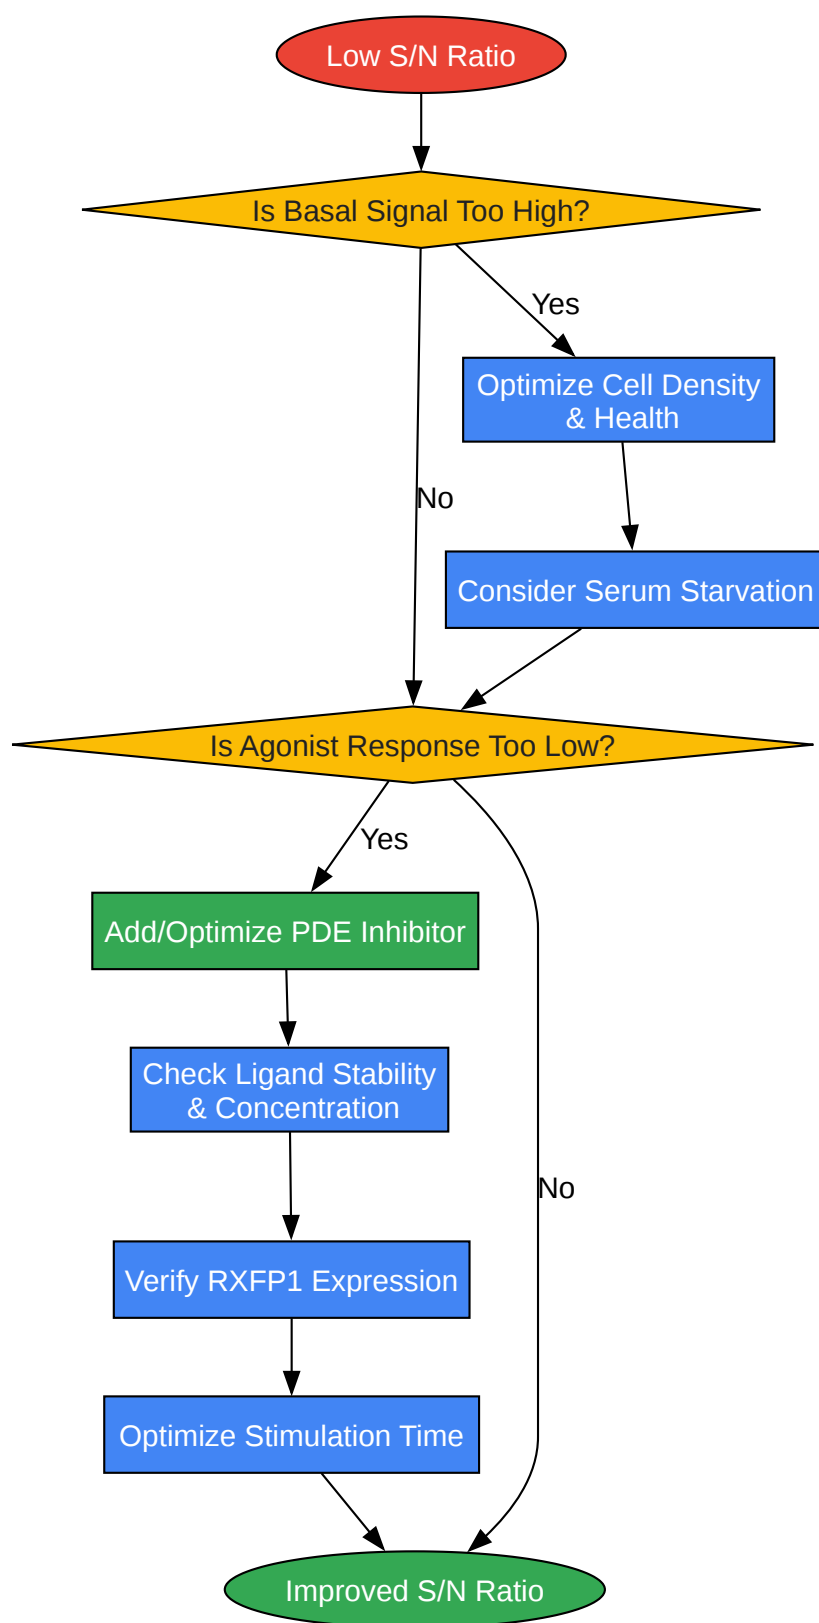 Low S/N Ratio
Is Basal Signal Too High?
Yes
Optimize Cell Density
& Health
No
Consider Serum Starvation
Is Agonist Response Too Low?
Yes
Add/Optimize PDE Inhibitor
Check Ligand Stability
& Concentration
No
Verify RXFP1 Expression
Optimize Stimulation Time
Improved S/N Ratio